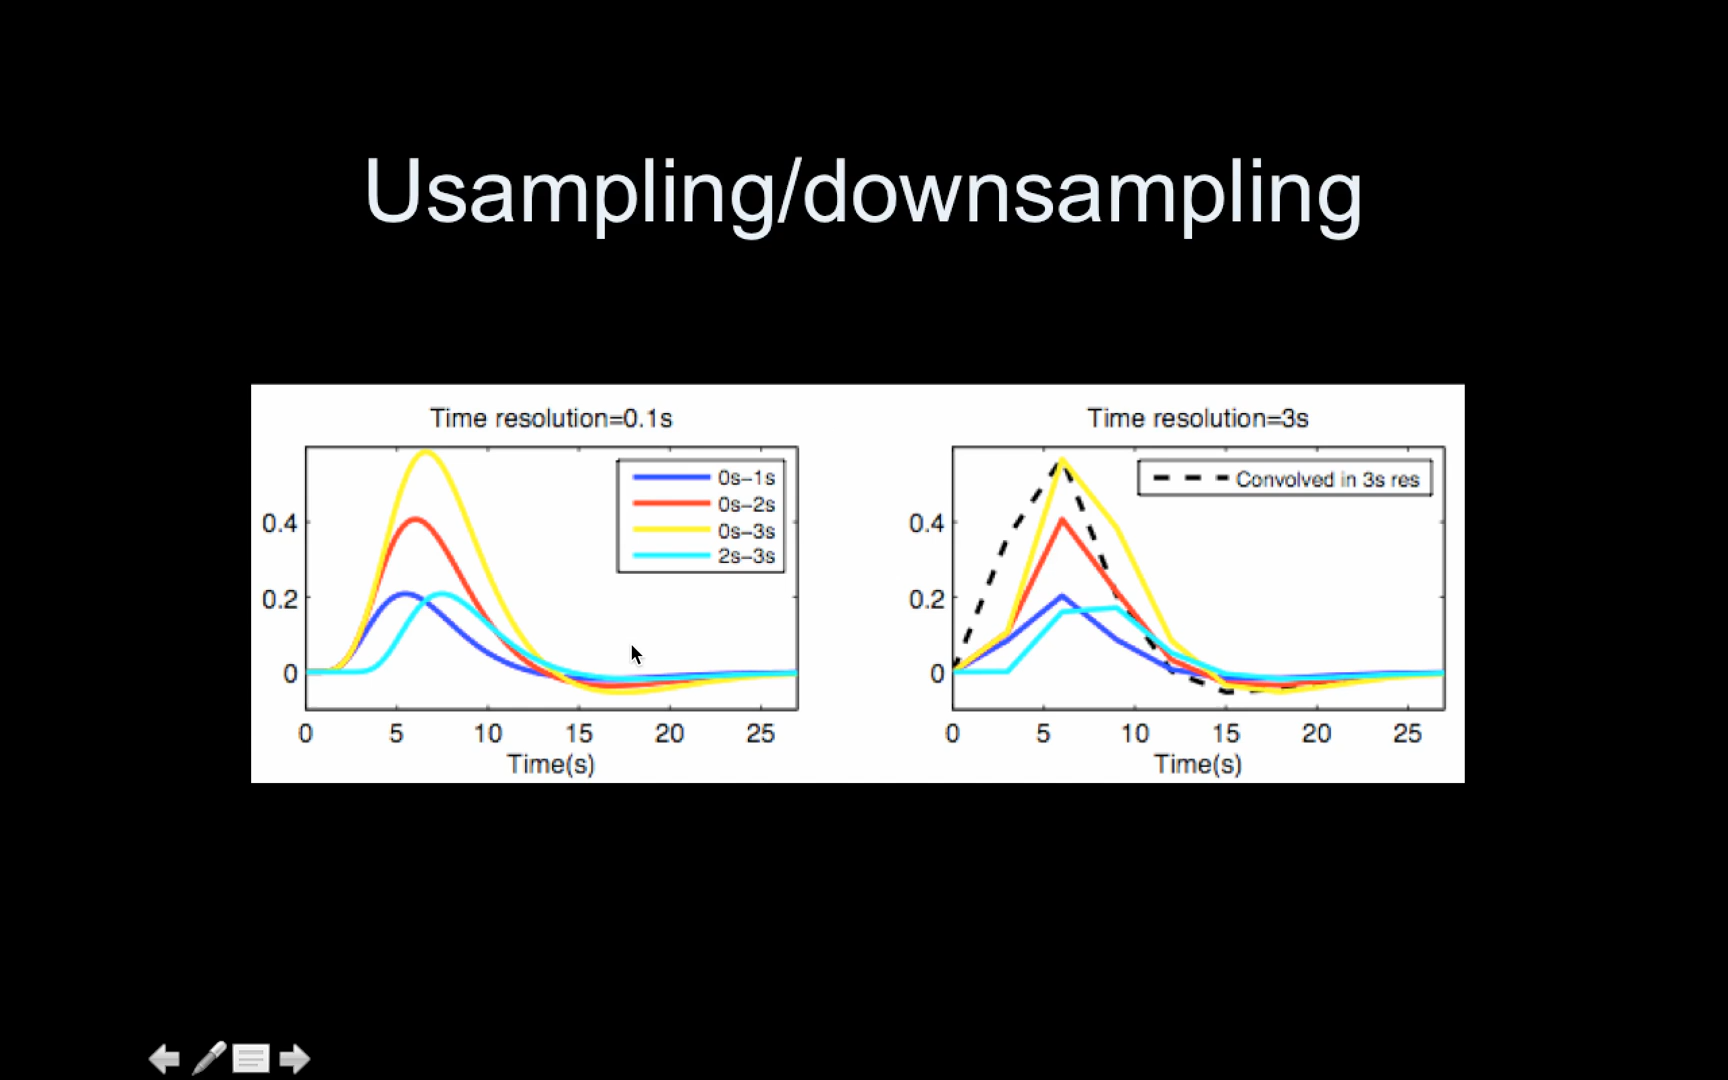 Usampling/downsampling
Time resolution=0.1s
0s–1s
0s–2s
0s–3s
2s–3s
0.4
0.2
0
0 5 10 15 20 25
Time(s)
Time resolution=3s
Convolved in 3s res
0.4
0.2
0
0 5 10 15 20 25
Time(s)